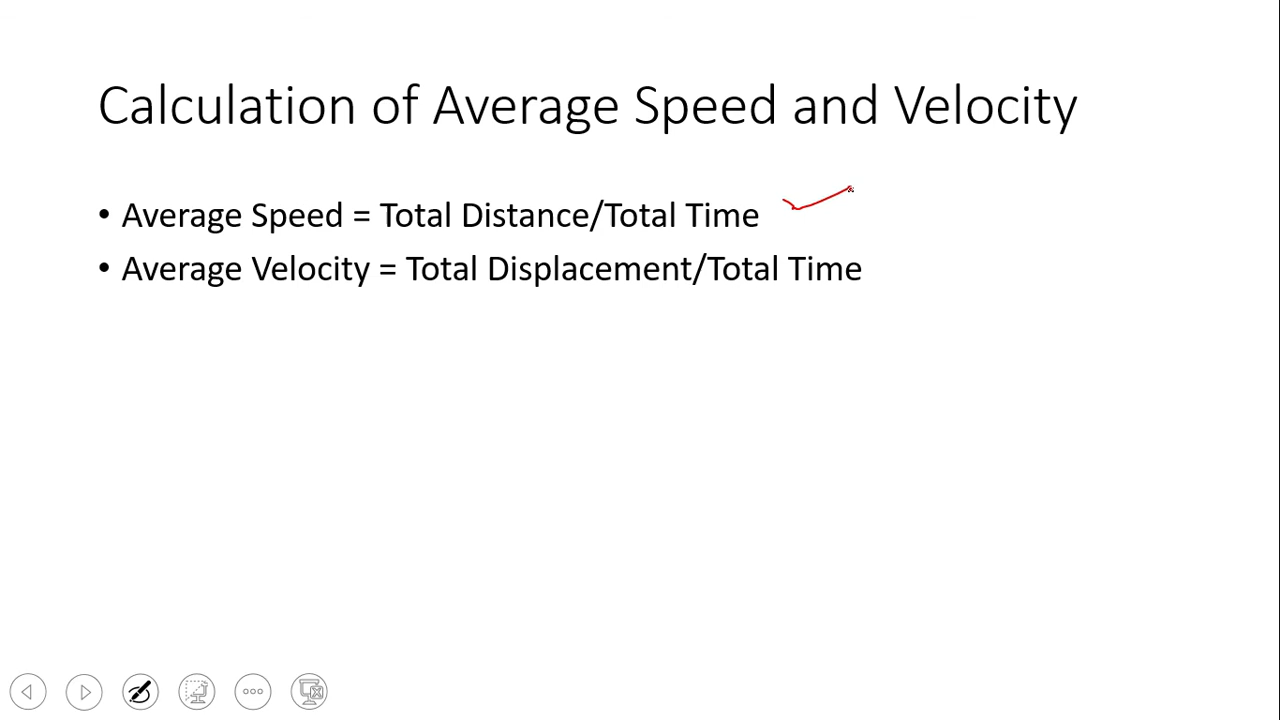 Calculation of Average Speed and Velocity
• Average Speed = Total Distance/Total Time
• Average Velocity = Total Displacement/Total Time